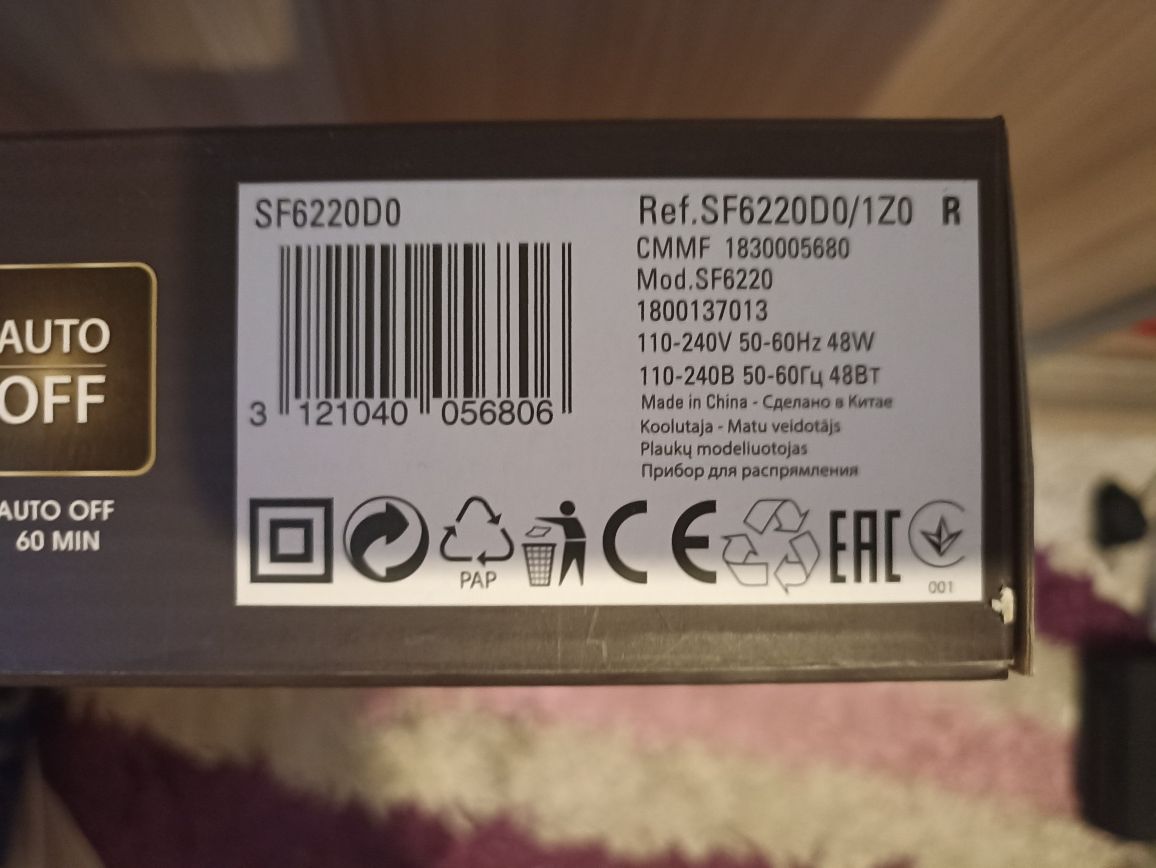 AUTO
OFF
AUTO OFF
60 MIN
SF6220D0
3 121040 056806
Ref.SF6220D0/1Z0 R
CMMF 1830005680
Mod.SF6220
1800137013
110-240V 50-60Hz 48W
110-240В 50-60Гц 48Вт
Made in China - Сделано в Китае
Koolutaja - Matu veidotājs
Plaukų modeliuotojas
Прибор для распрямления
PAP
CE
EAC
001